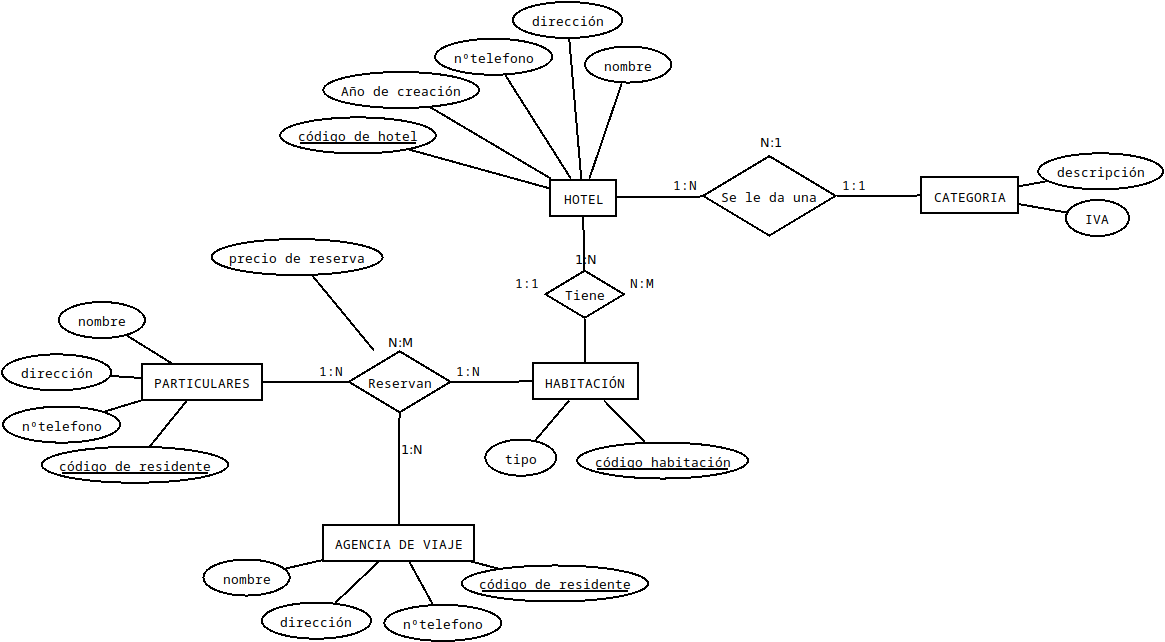 dirección
nºtelefono
nombre
Año de creación
código de hotel
N:1
HOTEL
1:N
Se le da una
1:1
CATEGORIA
descripción
IVA
precio de reserva
1:N
1:1
Tiene
N:M
nombre
dirección
nºtelefono
código de residente
PARTICULARES
1:N
N:M
Reservan
1:N
HABITACIÓN
tipo
código habitación
1:N
AGENCIA DE VIAJE
nombre
dirección
nºtelefono
código de residente